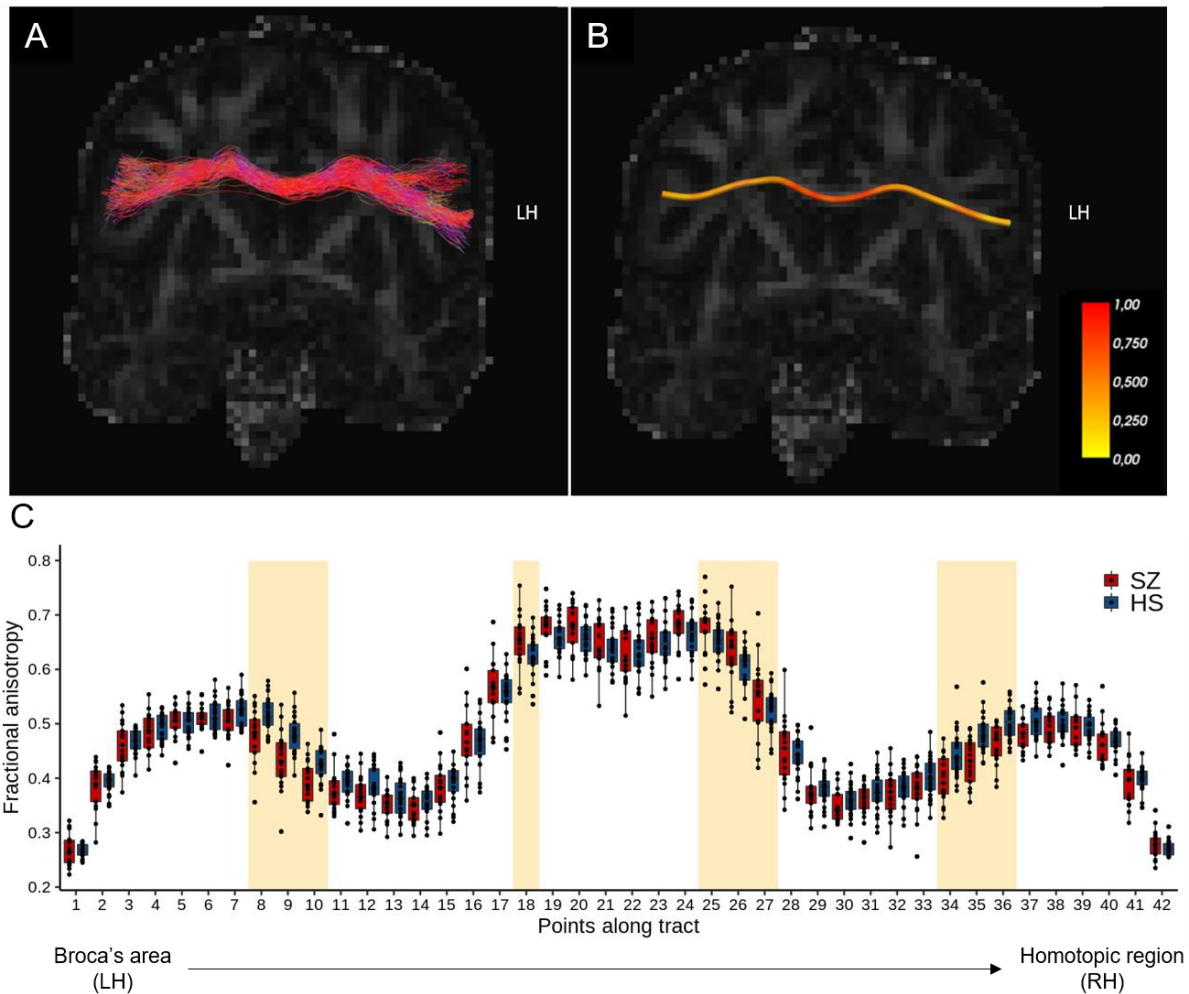 A
B
LH
LH
1,00
0,750
0,500
0,250
0,00
C
0.8
0.7
0.6
0.5
0.4
0.3
0.2
Fractional anisotropy
SZ
HS
1 2 3 4 5 6 7 8 9 10 11 12 13 14 15 16 17 18 19 20 21 22 23 24 25 26 27 28 29 30 31 32 33 34 35 36 37 38 39 40 41 42
Points along tract
Broca's area
(LH)
Homotopic region
(RH)